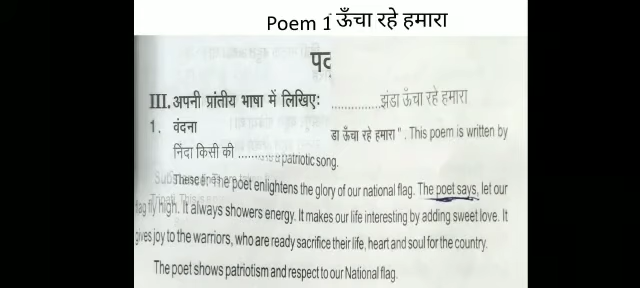 Poem 1 ऊँचा रहे हमारा
पद्
III. अपनी प्रांतीय भाषा में लिखिए: ..............झंडा ऊँचा रहे हमारा
1. वंदना
डा ऊँचा रहे हमारा ". This poem is written by
निंदा किसी की .......... a patriotic song.
The poet enlightens the glory of our national flag. The poet says, let our
flag fly high. It always showers energy. It makes our life interesting by adding sweet love. It
gives joy to the warriors, who are ready sacrifice their life, heart and soul for the country.
The poet shows patriotism and respect to our National flag.